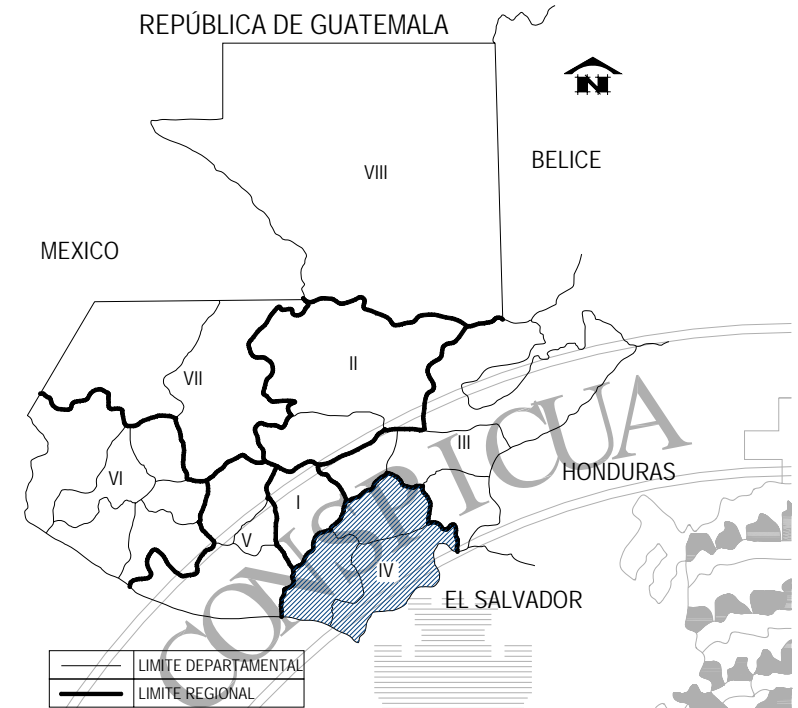 REPÚBLICA DE GUATEMALA
N
BELICE
VIII
MEXICO
II
VII
III
VI
HONDURAS
I
V
IV
EL SALVADOR
CONSPICUA
LIMITE DEPARTAMENTAL
LIMITE REGIONAL